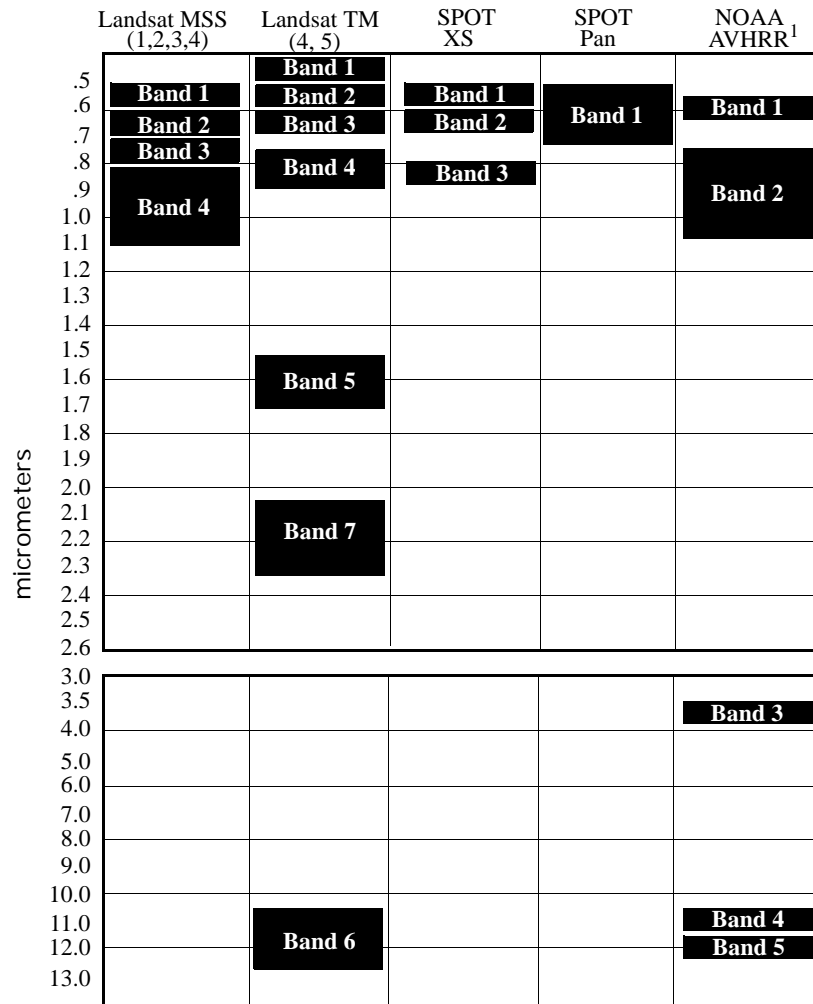 Landsat MSS
(1,2,3,4)
Landsat TM
(4, 5)
SPOT
XS
SPOT
Pan
NOAA
AVHRR1
micrometers
.5
.6
.7
.8
.9
1.0
1.1
1.2
1.3
1.4
1.5
1.6
1.7
1.8
1.9
2.0
2.1
2.2
2.3
2.4
2.5
2.6
3.0
3.5
4.0
5.0
6.0
7.0
8.0
9.0
10.0
11.0
12.0
13.0
Band 1
Band 2
Band 3
Band 4
Band 1
Band 2
Band 3
Band 4
Band 5
Band 7
Band 6
Band 1
Band 2
Band 3
Band 1
Band 1
Band 2
Band 3
Band 4
Band 5